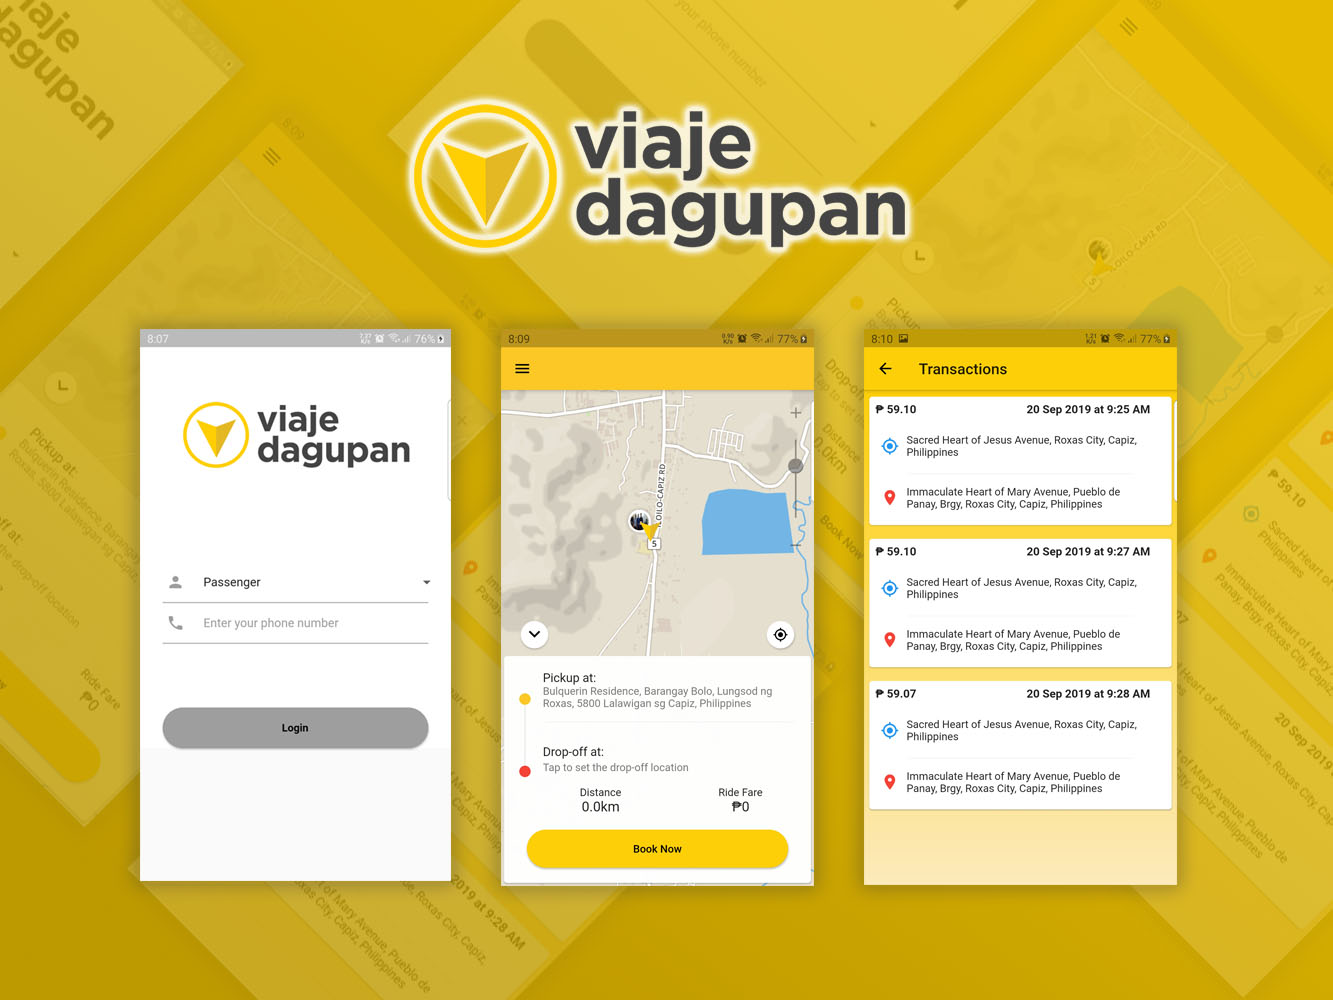 viaje
dagupan
8:07
76%
viaje
dagupan
Passenger
Enter your phone number
Login
8:09
77%
ILOILO-CAPIZ RD
5
Pickup at:
Bulquerin Residence, Barangay Bolo, Lungsod ng
Roxas, 5800 Lalawigan sg Capiz, Philippines
Drop-off at:
Tap to set the drop-off location
Distance
Ride Fare
0.0km
₱0
Book Now
8:10
77%
Transactions
₱ 59.10
20 Sep 2019 at 9:25 AM
Sacred Heart of Jesus Avenue, Roxas City, Capiz,
Philippines
Immaculate Heart of Mary Avenue, Pueblo de
Panay, Brgy, Roxas City, Capiz, Philippines
₱ 59.10
20 Sep 2019 at 9:27 AM
Sacred Heart of Jesus Avenue, Roxas City, Capiz,
Philippines
Immaculate Heart of Mary Avenue, Pueblo de
Panay, Brgy, Roxas City, Capiz, Philippines
₱ 59.07
20 Sep 2019 at 9:28 AM
Sacred Heart of Jesus Avenue, Roxas City, Capiz,
Philippines
Immaculate Heart of Mary Avenue, Pueblo de
Panay, Brgy, Roxas City, Capiz, Philippines